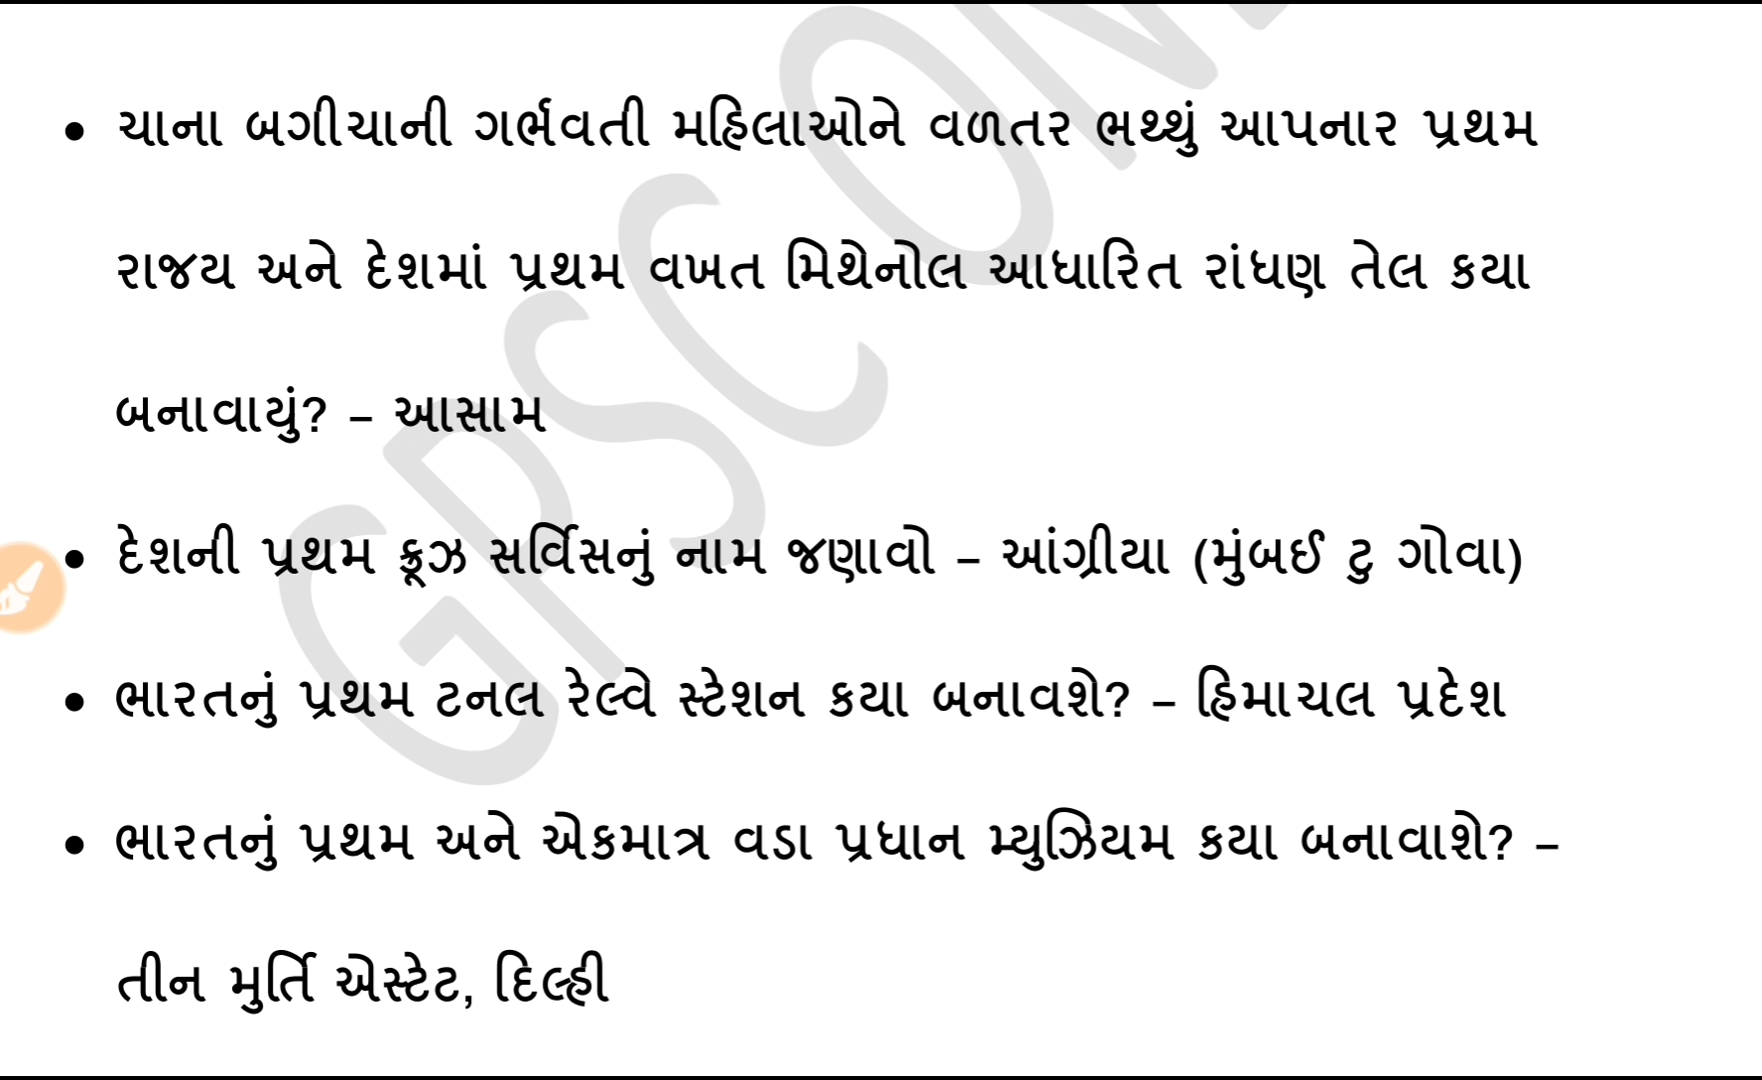 • ચાના બગીચાની ગર્ભવતી મહિલાઓને વળતર ભથ્થું આપનાર પ્રથમ
રાજય અને દેશમાં પ્રથમ વખત મિથેનોલ આધારિત રાંધણ તેલ કયા
બનાવાયું? – આસામ
• દેશની પ્રથમ ક્રૂઝ સર્વિસનું નામ જણાવો – આંગ્રીયા (મુંબઈ ટુ ગોવા)
• ભારતનું પ્રથમ ટનલ રેલ્વે સ્ટેશન કયા બનાવશે? – હિમાચલ પ્રદેશ
• ભારતનું પ્રથમ અને એકમાત્ર વડા પ્રધાન મ્યુઝિયમ કયા બનાવાશે? –
તીન મુર્તિ એસ્ટેટ, દિલ્હી
GPSC